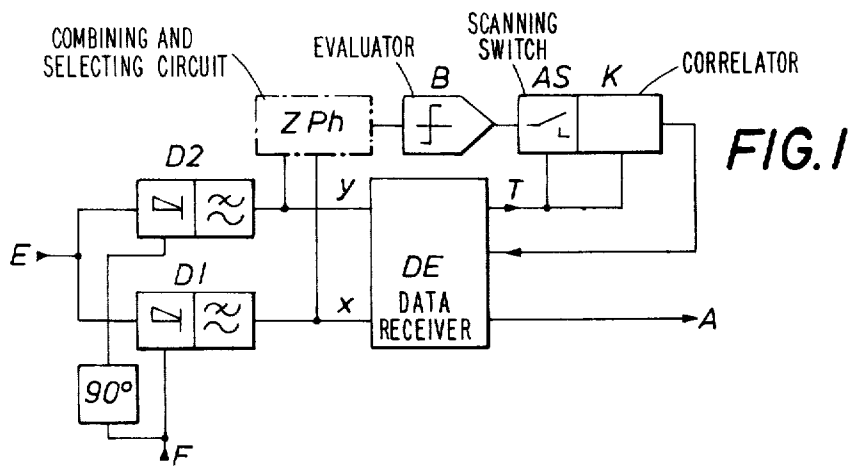 COMBINING AND
SELECTING CIRCUIT
EVALUATOR
SCANNING
SWITCH
CORRELATOR
B
AS
K
ZPh
FIG. 1
D2
y
T
E
D1
DE
DATA
RECEIVER
x
A
90°
F